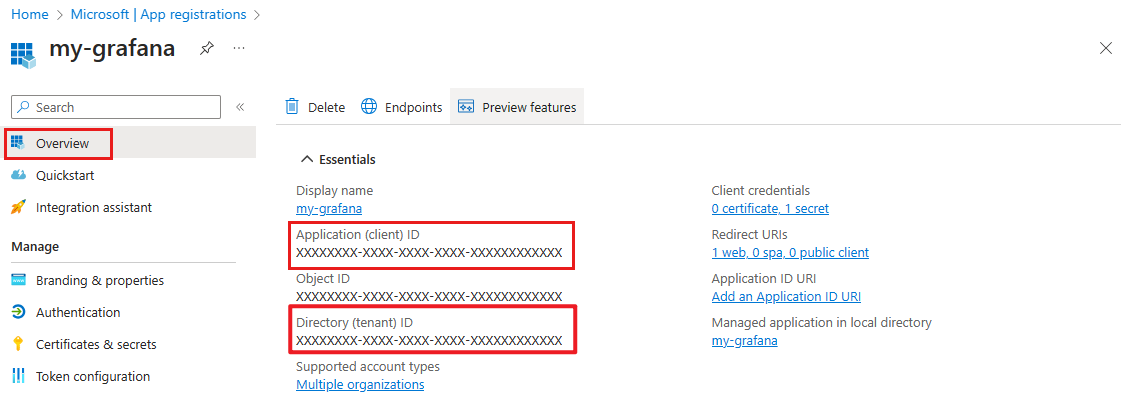 Home > Microsoft | App registrations >
my-grafana
Search
Overview
Quickstart
Integration assistant
Manage
Branding & properties
Authentication
Certificates & secrets
Token configuration
Delete Endpoints Preview features
Essentials
Display name
my-grafana
Application (client) ID
XXXXXXXX-XXXX-XXXX-XXXX-XXXXXXXXXXXX
Object ID
XXXXXXXX-XXXX-XXXX-XXXX-XXXXXXXXXXXX
Directory (tenant) ID
XXXXXXXX-XXXX-XXXX-XXXX-XXXXXXXXXXXX
Supported account types
Multiple organizations
Client credentials
0 certificate, 1 secret
Redirect URIs
1 web, 0 spa, 0 public client
Application ID URI
Add an Application ID URI
Managed application in local directory
my-grafana